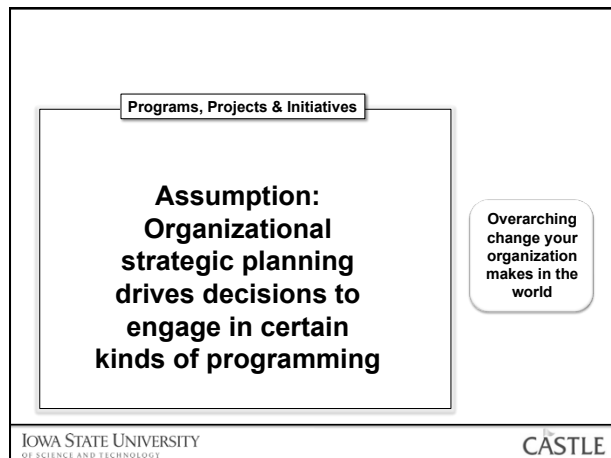 Programs, Projects & Initiatives
Assumption:
Organizational
strategic planning
drives decisions to
engage in certain
kinds of programming
Overarching
change your
organization
makes in the
world
IOWA STATE UNIVERSITY
OF SCIENCE AND TECHNOLOGY
CASTLE